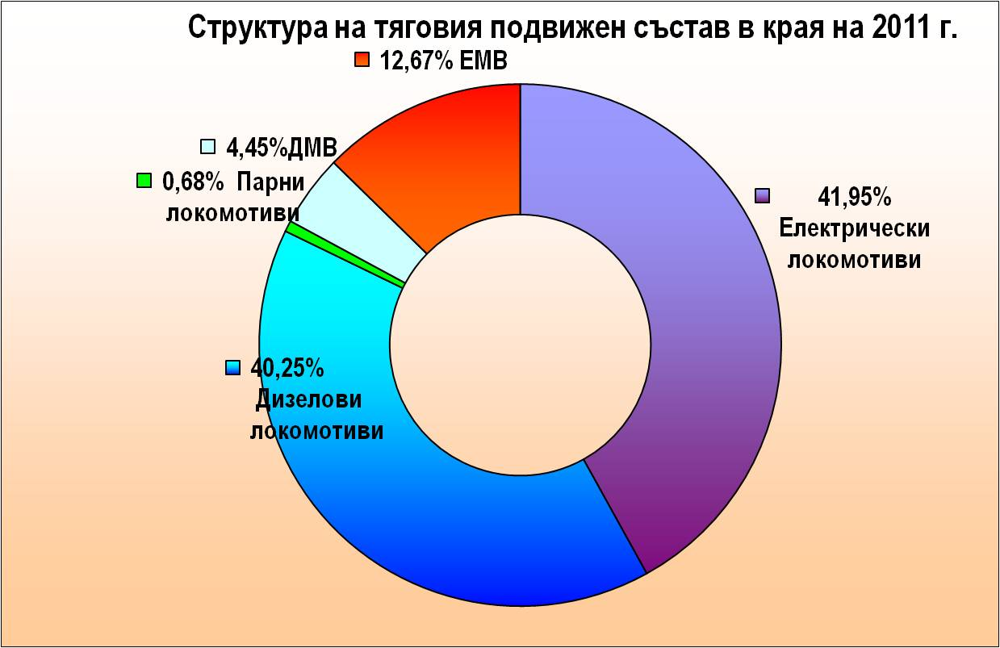 Структура на тяговия подвижен състав в края на 2011 г.
12,67% ЕМВ
4,45%ДМВ
0,68% Парни
локомотиви
41,95%
Електрически
локомотиви
40,25%
Дизелови
локомотиви